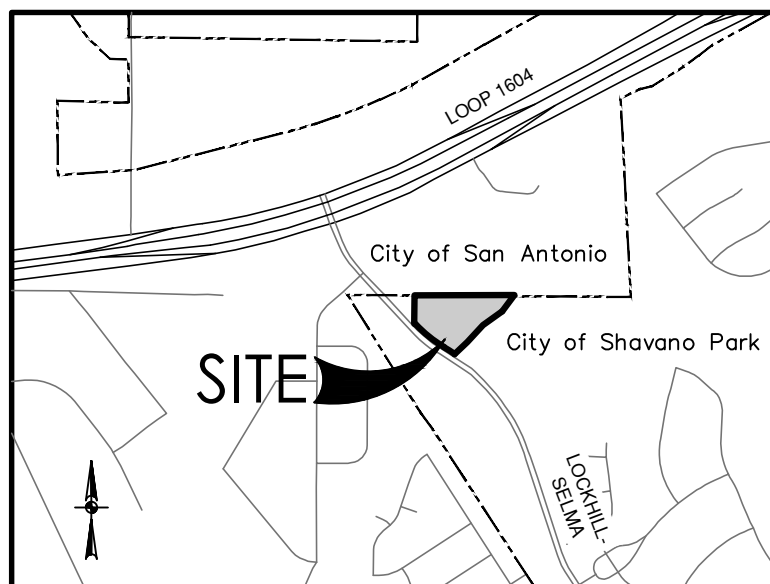 LOOP 1604
City of San Antonio
City of Shavano Park
SITE
LOCKHILL-
SELMA